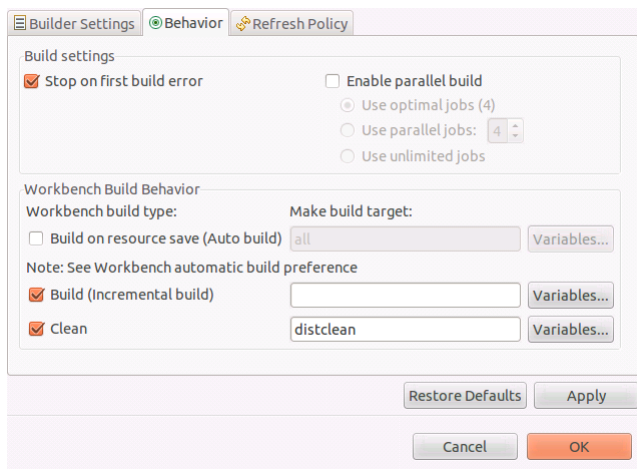 Builder Settings Behavior Refresh Policy
Build settings
Stop on first build error Enable parallel build
Use optimal jobs (4)
Use parallel jobs: 4
Use unlimited jobs
Workbench Build Behavior
Workbench build type: Make build target:
Build on resource save (Auto build) all Variables...
Note: See Workbench automatic build preference
Build (Incremental build) Variables...
Clean distclean Variables...
Restore Defaults Apply
Cancel OK